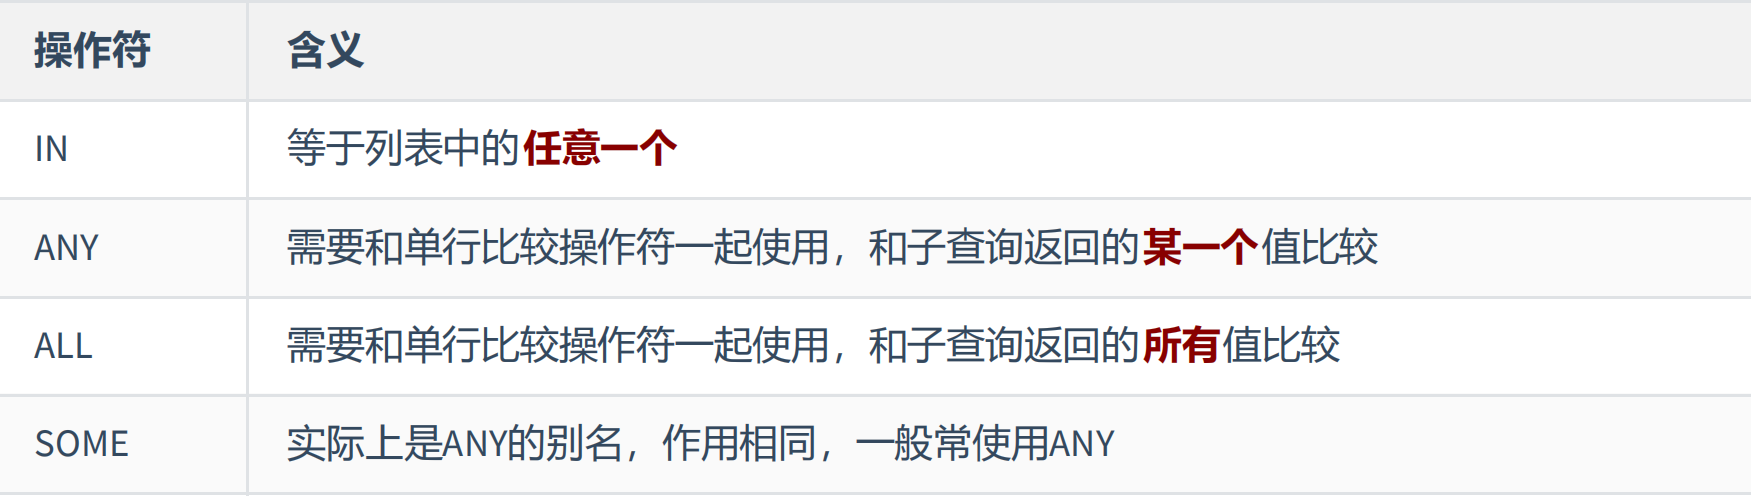 操作符 含义
IN 等于列表中的任意一个
ANY 需要和单行比较操作符一起使用，和子查询返回的某一个值比较
ALL 需要和单行比较操作符一起使用，和子查询返回的所有值比较
SOME 实际上是ANY的别名，作用相同，一般常使用ANY